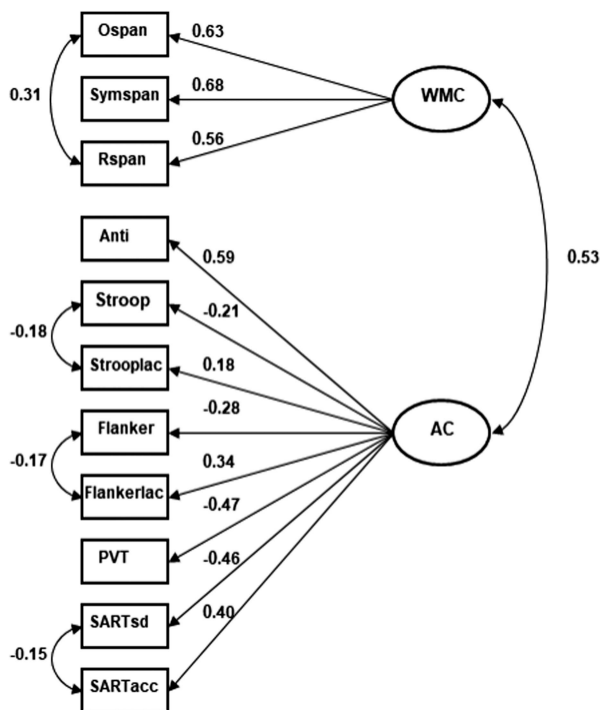 Ospan
0.63
0.31
Symspan
0.68
WMC
Rspan
0.56
Anti
0.59
0.53
Stroop
-0.21
-0.18
Strooplac
0.18
Flanker
-0.28
AC
-0.17
0.34
Flankerlac
-0.47
PVT
-0.46
SARTsd
0.40
-0.15
SARTacc